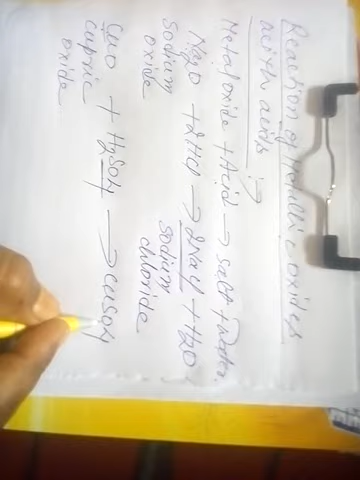 Reaction of Metallic oxides
with acids :-
Metal oxide + Acid → salt + water.
Na2O + 2HCl → 2NaCl + H2O
Sodium oxide
Sodium chloride
CuO + H2SO4 → CuSO4
cupric oxide